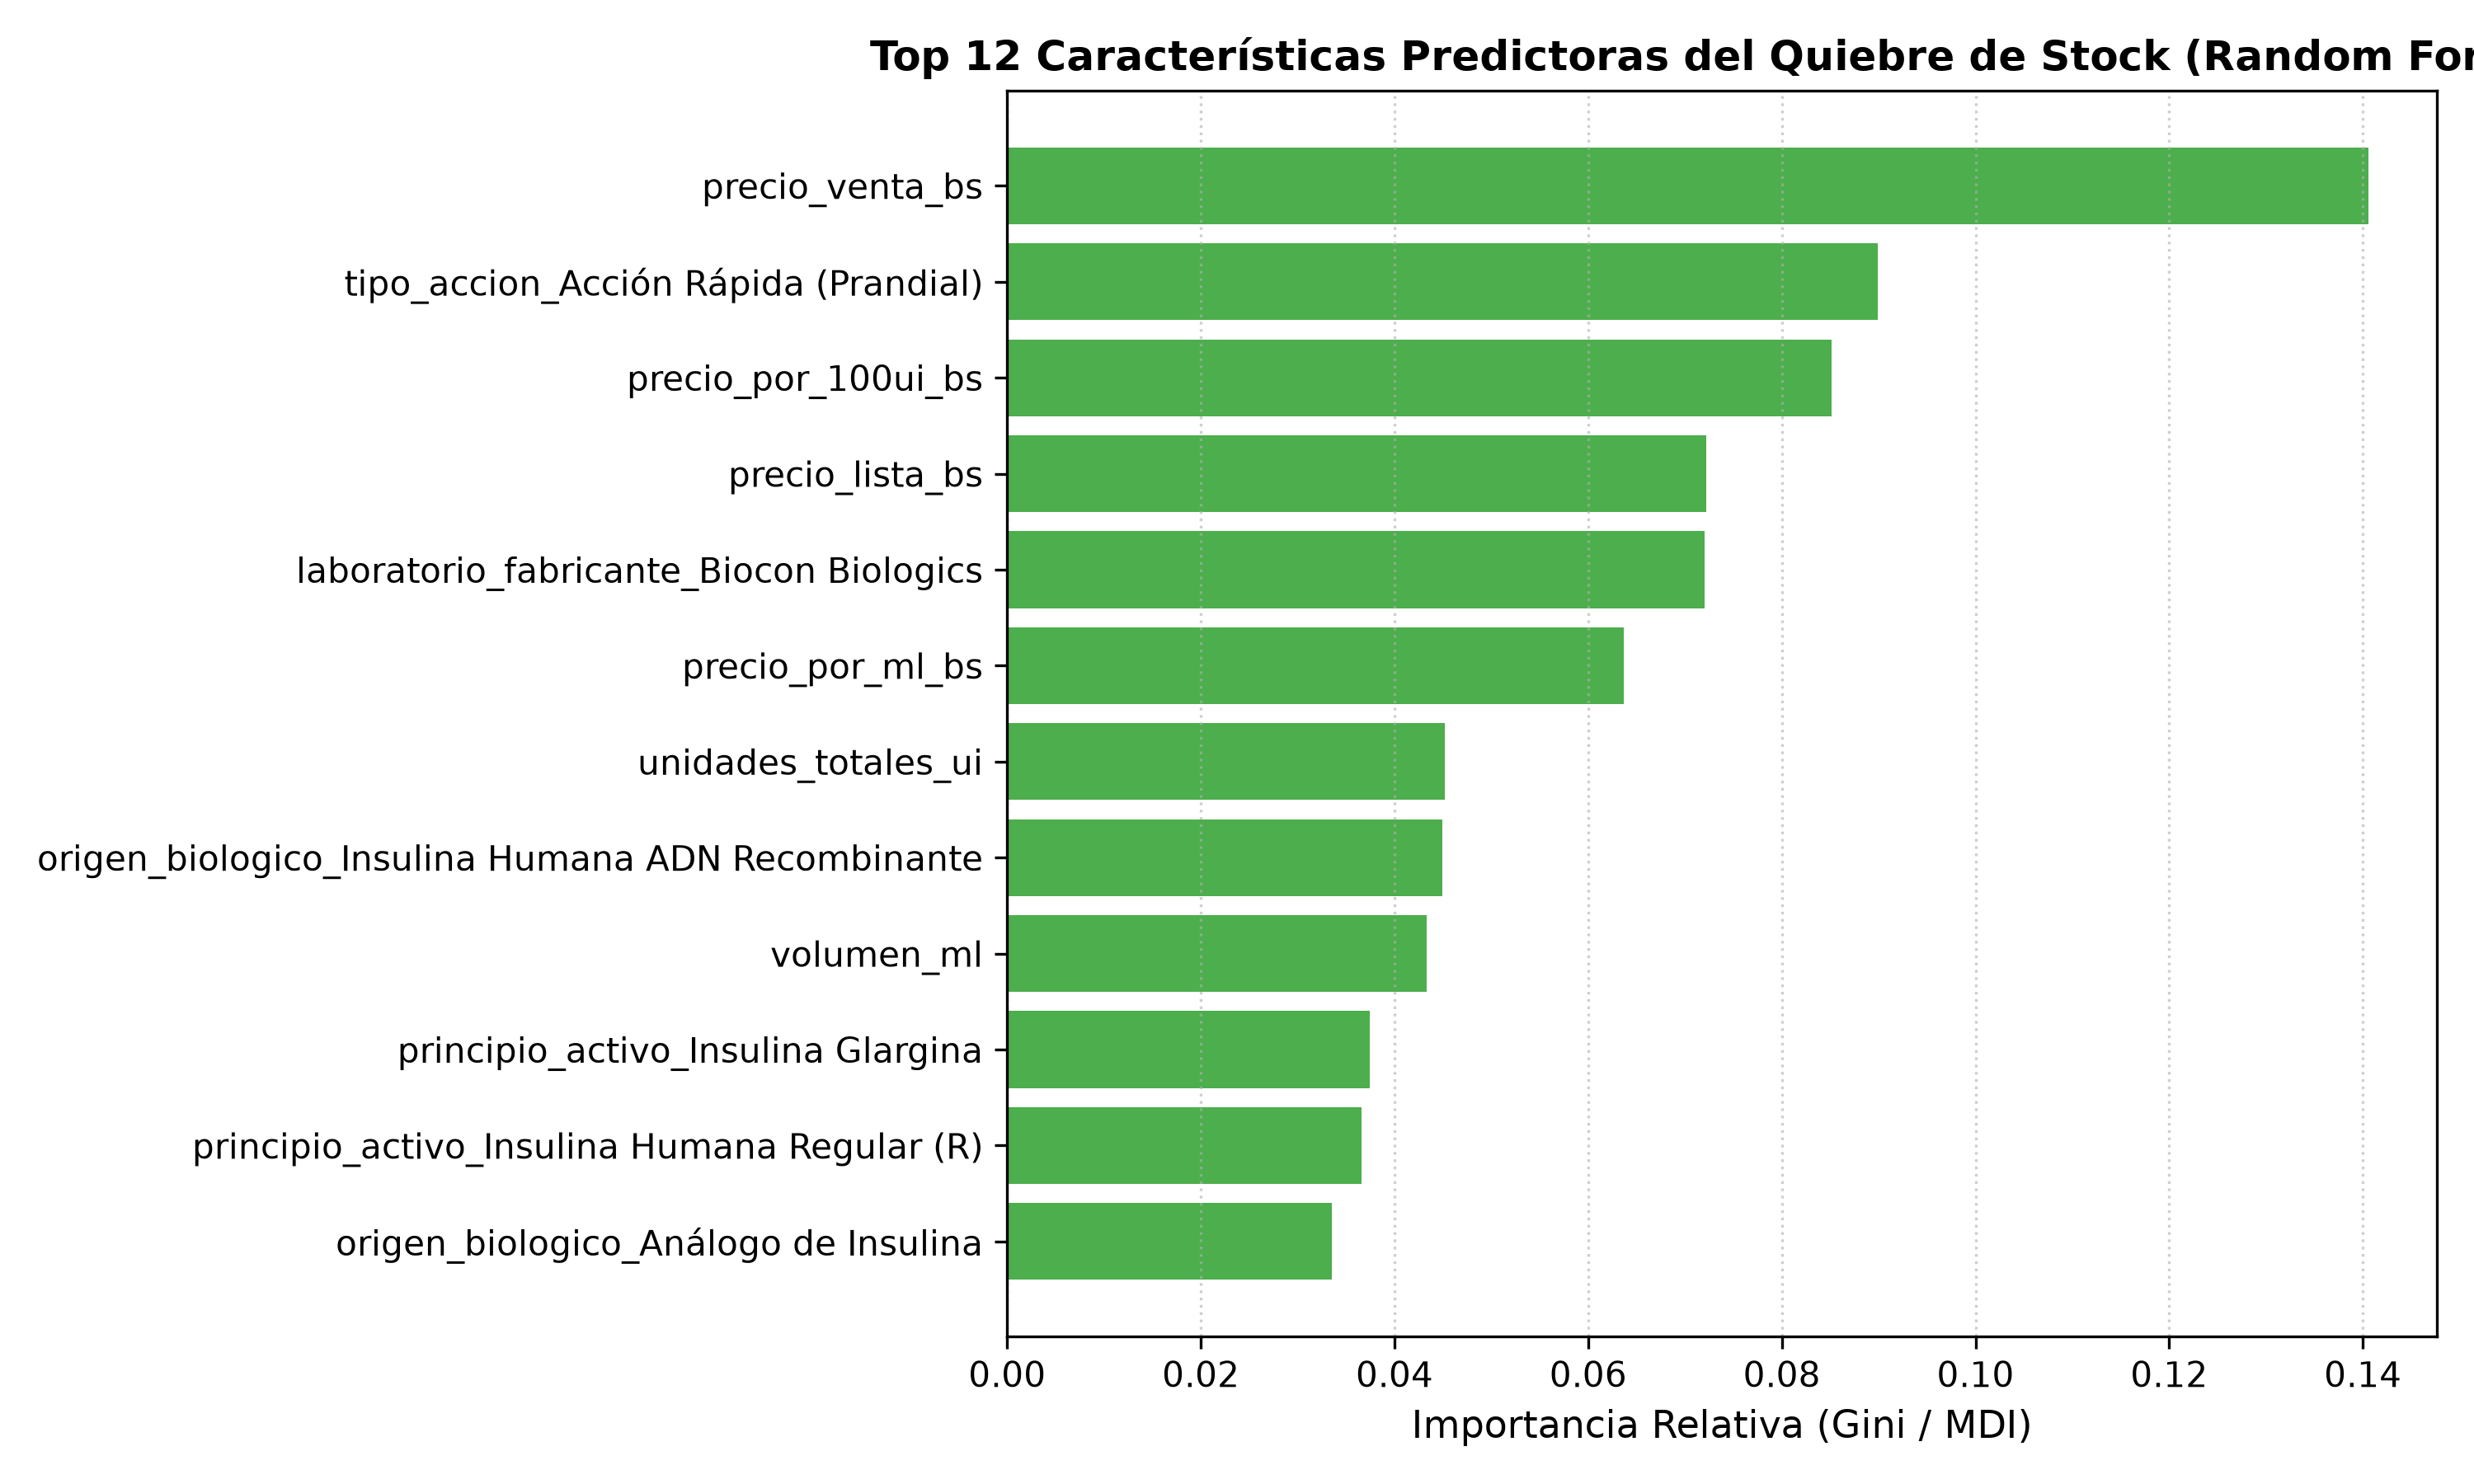 Top 12 Características Predictoras del Quiebre de Stock (Random For
precio_venta_bs
tipo_accion_Acción Rápida (Prandial)
precio_por_100ui_bs
precio_lista_bs
laboratorio_fabricante_Biocon Biologics
precio_por_ml_bs
unidades_totales_ui
origen_biologico_Insulina Humana ADN Recombinante
volumen_ml
principio_activo_Insulina Glargina
principio_activo_Insulina Humana Regular (R)
origen_biologico_Análogo de Insulina
0.00 0.02 0.04 0.06 0.08 0.10 0.12 0.14
Importancia Relativa (Gini / MDI)